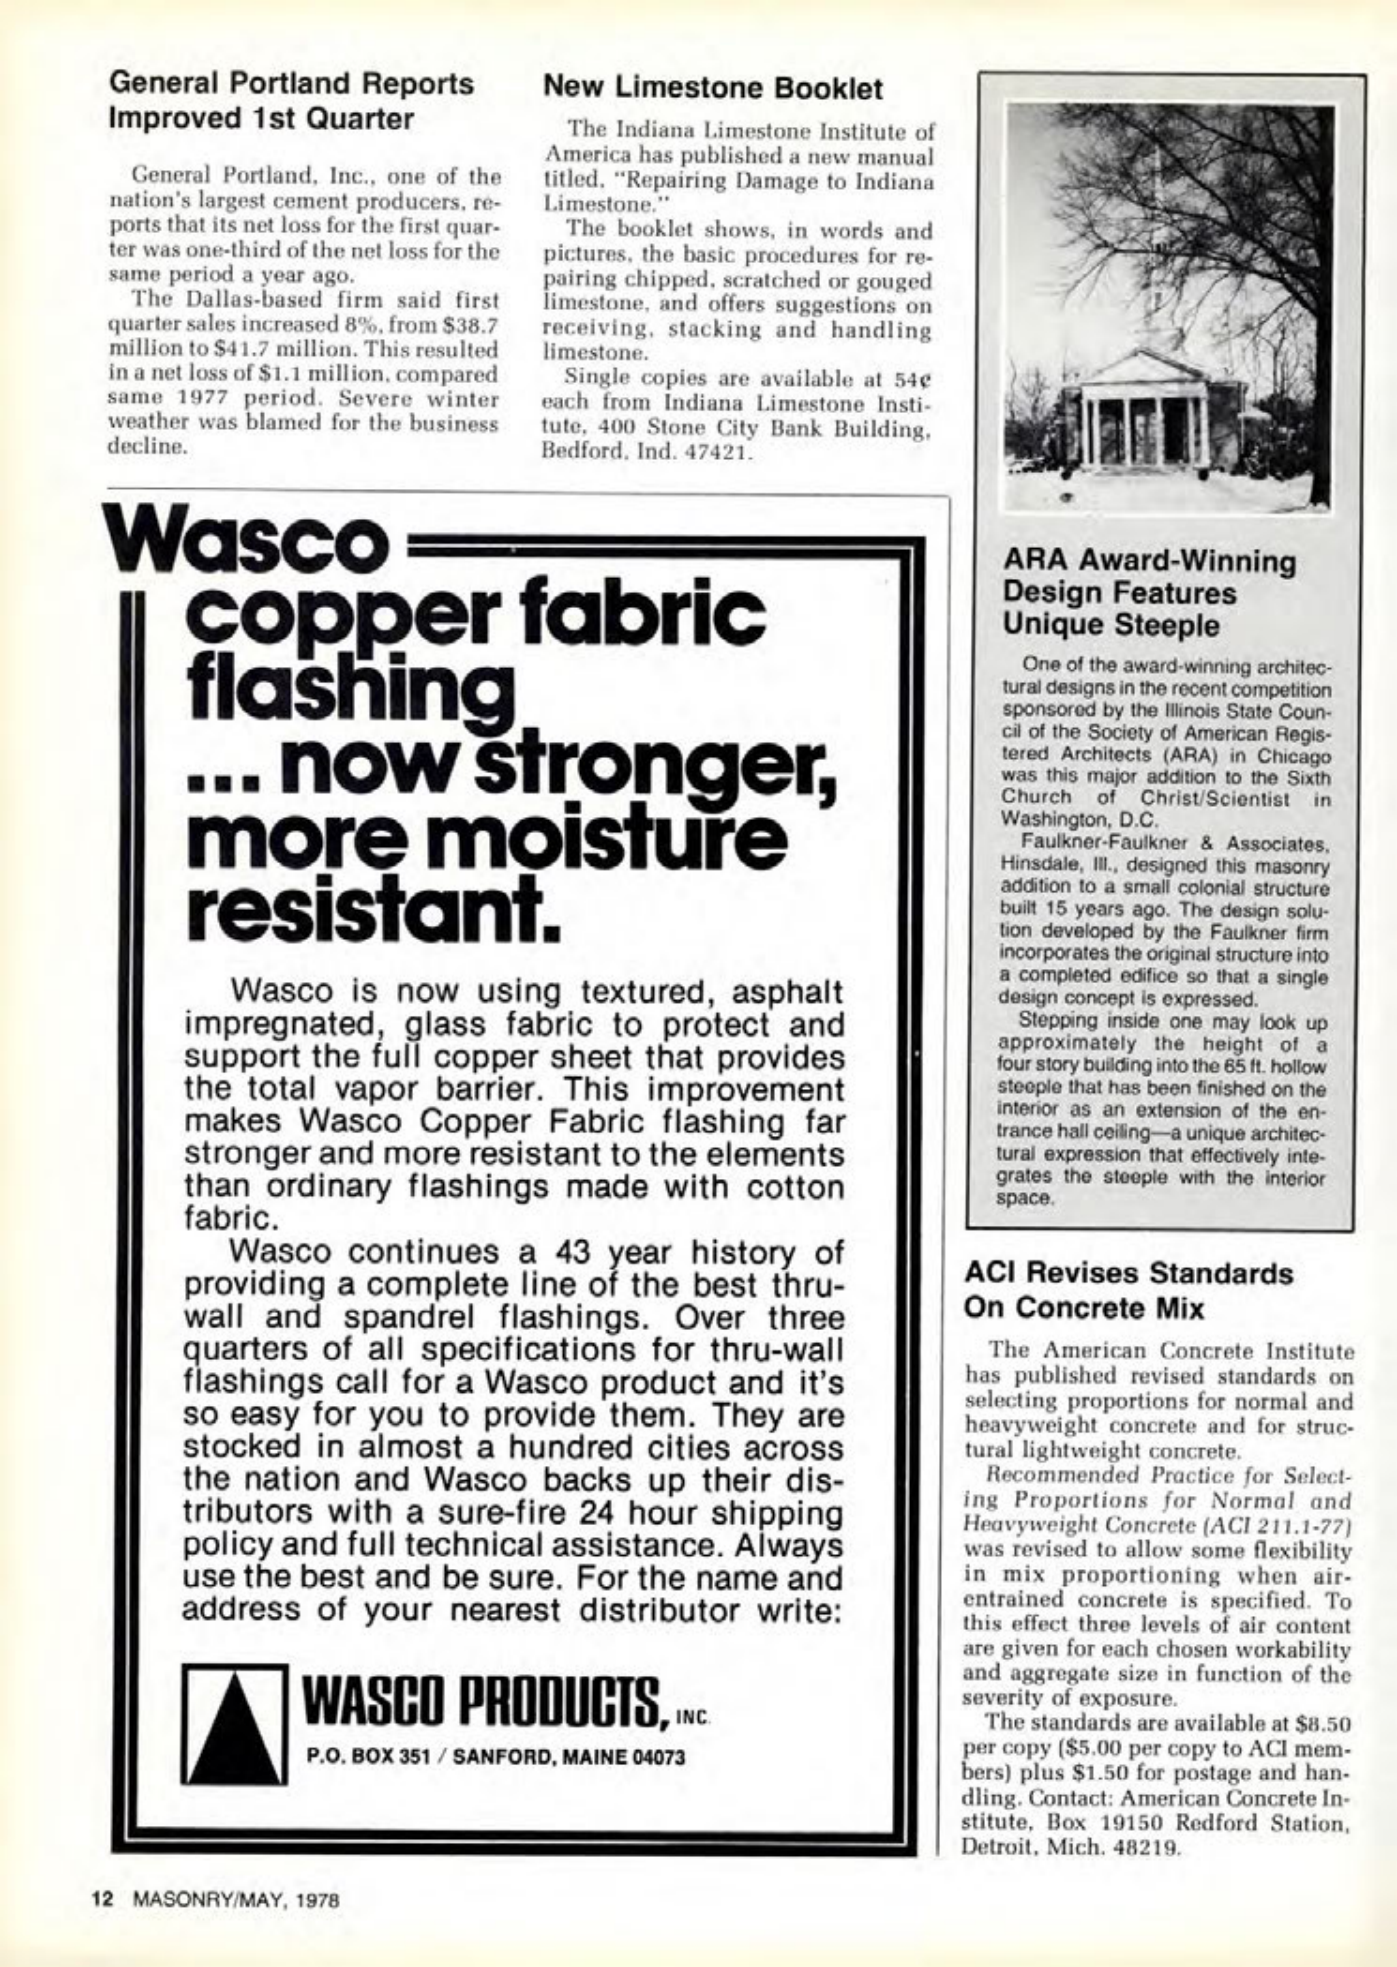 General Portland Reports
Improved 1st Quarter
General Portland, Inc., one of the
nation's largest cement producers, re-
ports that its net loss for the first quar-
ter was one-third of the net loss for the
same period a year ago.
The Dallas-based firm said first
quarter sales increased 8%, from $38.7
million to $41.7 million. This resulted
in a net loss of $1.1 million, compared
same 1977 period. Severe winter
weather was blamed for the business
decline.
New Limestone Booklet
The Indiana Limestone Institute of
America has published a new manual
titled, "Repairing Damage to Indiana
Limestone."
The booklet shows, in words and
pictures, the basic procedures for re-
pairing chipped, scratched or gouged
limestone, and offers suggestions on
receiving, stacking and handling
limestone.
Single copies are available at 54¢
each from Indiana Limestone Insti-
tute, 400 Stone City Bank Building,
Bedford, Ind. 47421.
Wasco
copper fabric
flashing
... now stronger,
more moisture
resistant.
Wasco is now using textured, asphalt
impregnated, glass fabric to protect and
support the full copper sheet that provides
the total vapor barrier. This improvement
makes Wasco Copper Fabric flashing far
stronger and more resistant to the elements
than ordinary flashings made with cotton
fabric.
Wasco continues a 43 year history of
providing a complete line of the best thru-
wall and spandrel flashings. Over three
quarters of all specifications for thru-wall
flashings call for a Wasco product and it's
so easy for you to provide them. They are
stocked in almost a hundred cities across
the nation and Wasco backs up their dis-
tributors with a sure-fire 24 hour shipping
policy and full technical assistance. Always
use the best and be sure. For the name and
address of your nearest distributor write:
WASCO PRODUCTS, INC.
P.O. BOX 351 / SANFORD, MAINE 04073
ARA Award-Winning
Design Features
Unique Steeple
One of the award-winning architec-
tural designs in the recent competition
sponsored by the Illinois State Coun-
cil of the Society of American Regis-
tered Architects (ARA) in Chicago
was this major addition to the Sixth
Church of Christ/Scientist in
Washington, D.C.
Faulkner-Faulkner & Associates,
Hinsdale, Ill., designed this masonry
addition to a small colonial structure
built 15 years ago. The design solu-
tion developed by the Faulkner firm
incorporates the original structure into
a completed edifice so that a single
design concept is expressed.
Stepping inside one may look up
approximately the height of a
four story building into the 65 ft. hollow
steeple that has been finished on the
interior as an extension of the en-
trance hall ceiling—a unique architec-
tural expression that effectively inte-
grates the steeple with the interior
space.
ACI Revises Standards
On Concrete Mix
The American Concrete Institute
has published revised standards on
selecting proportions for normal and
heavyweight concrete and for struc-
tural lightweight concrete.
Recommended Practice for Select-
ing Proportions for Normal and
Heavyweight Concrete (ACI 211.1-77)
was revised to allow some flexibility
in mix proportioning when air-
entrained concrete is specified. To
this effect three levels of air content
are given for each chosen workability
and aggregate size in function of the
severity of exposure.
The standards are available at $8.50
per copy ($5.00 per copy to ACI mem-
bers) plus $1.50 for postage and han-
dling. Contact: American Concrete In-
stitute, Box 19150 Redford Station,
Detroit, Mich. 48219.
12 MASONRY/MAY, 1978